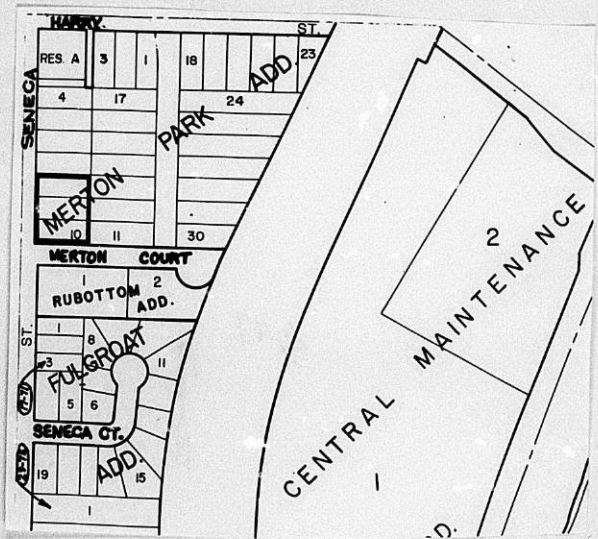 HARRY ST.
RES. A 3 1 18 23
ADD.
SENECA
4 17 24
PARK
MERTON
10 11 30
MERTON COURT
1 2
RUBOTTOM
ADD.
2
CENTRAL MAINTENANCE
ST.
1 8
FULGROAT
3 11
5 6
SENECA CT.
ADD.
19 15
1
1
D.